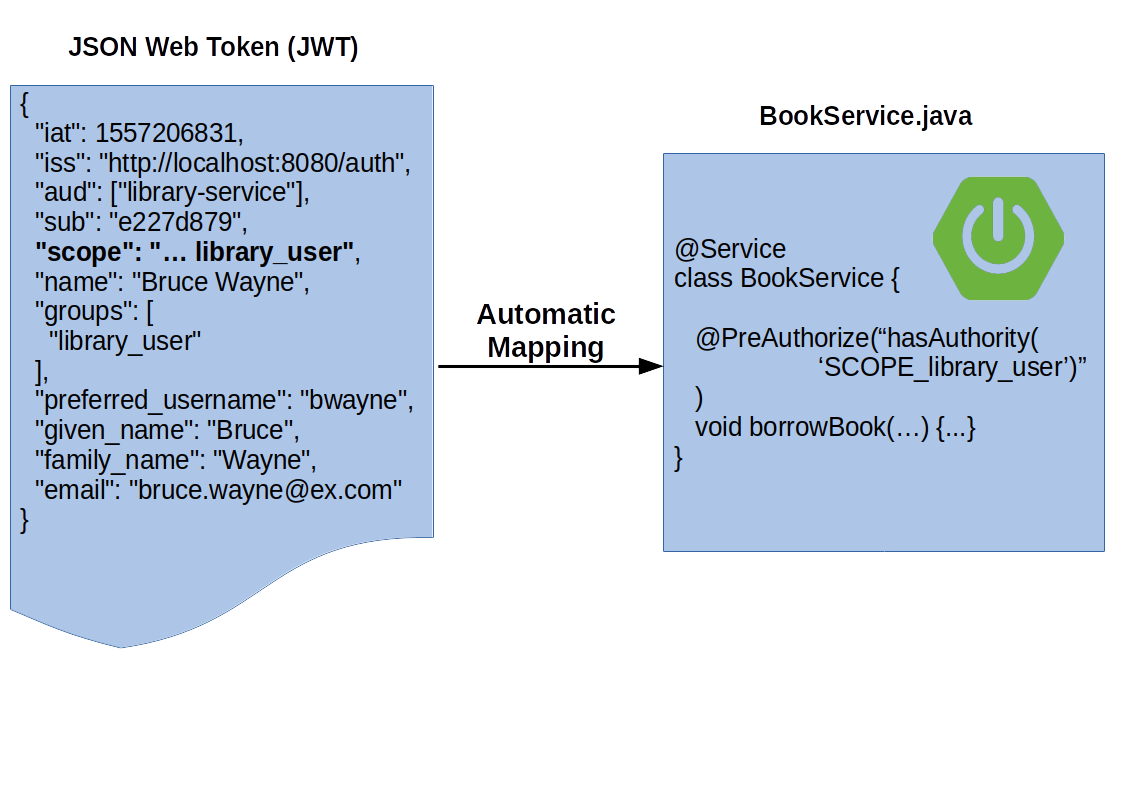 JSON Web Token (JWT)
{
"iat": 1557206831,
"iss": "http://localhost:8080/auth",
"aud": ["library-service"],
"sub": "e227d879",
"scope": "… library_user",
"name": "Bruce Wayne",
"groups": [
"library_user"
],
"preferred_username": "bwayne",
"given_name": "Bruce",
"family_name": "Wayne",
"email": "bruce.wayne@ex.com"
}
Automatic
Mapping
BookService.java
@Service
class BookService {
@PreAuthorize(“hasAuthority(
‘SCOPE_library_user’)”
)
void borrowBook(…) {...}
}